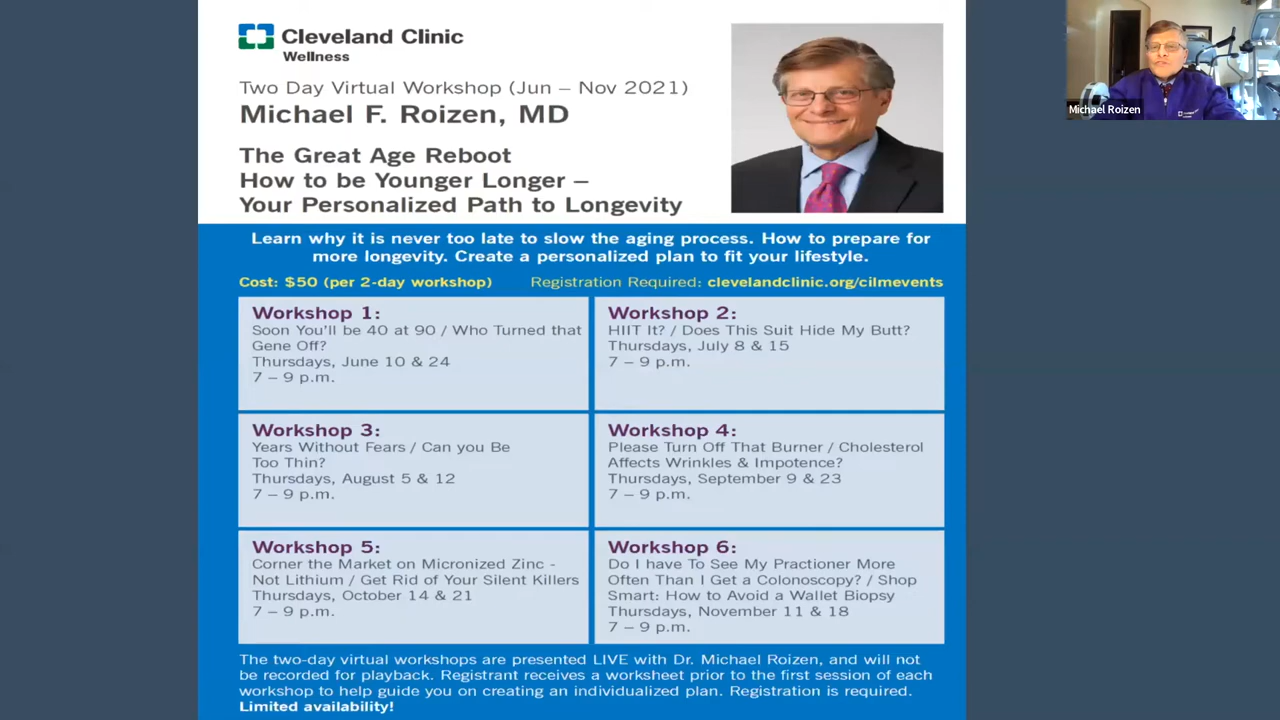 Cleveland Clinic
Wellness
Two Day Virtual Workshop (Jun – Nov 2021)
Michael F. Roizen, MD
The Great Age Reboot
How to be Younger Longer –
Your Personalized Path to Longevity
Learn why it is never too late to slow the aging process. How to prepare for
more longevity. Create a personalized plan to fit your lifestyle.
Cost: $50 (per 2-day workshop)
Registration Required: clevelandclinic.org/cilmevents
Workshop 1:
Soon You'll be 40 at 90 / Who Turned that
Gene Off?
Thursdays, June 10 & 24
7 – 9 p.m.
Workshop 2:
HIIT It? / Does This Suit Hide My Butt?
Thursdays, July 8 & 15
7 – 9 p.m.
Workshop 3:
Years Without Fears / Can you Be
Too Thin?
Thursdays, August 5 & 12
7 – 9 p.m.
Workshop 4:
Please Turn Off That Burner / Cholesterol
Affects Wrinkles & Impotence?
Thursdays, September 9 & 23
7 – 9 p.m.
Workshop 5:
Corner the Market on Micronized Zinc -
Not Lithium / Get Rid of Your Silent Killers
Thursdays, October 14 & 21
7 – 9 p.m.
Workshop 6:
Do I have To See My Practioner More
Often Than I Get a Colonoscopy? / Shop
Smart: How to Avoid a Wallet Biopsy
Thursdays, November 11 & 18
7 – 9 p.m.
The two-day virtual workshops are presented LIVE with Dr. Michael Roizen, and will not
be recorded for playback. Registrant receives a worksheet prior to the first session of each
workshop to help guide you on creating an individualized plan. Registration is required.
Limited availability!
Michael Roizen